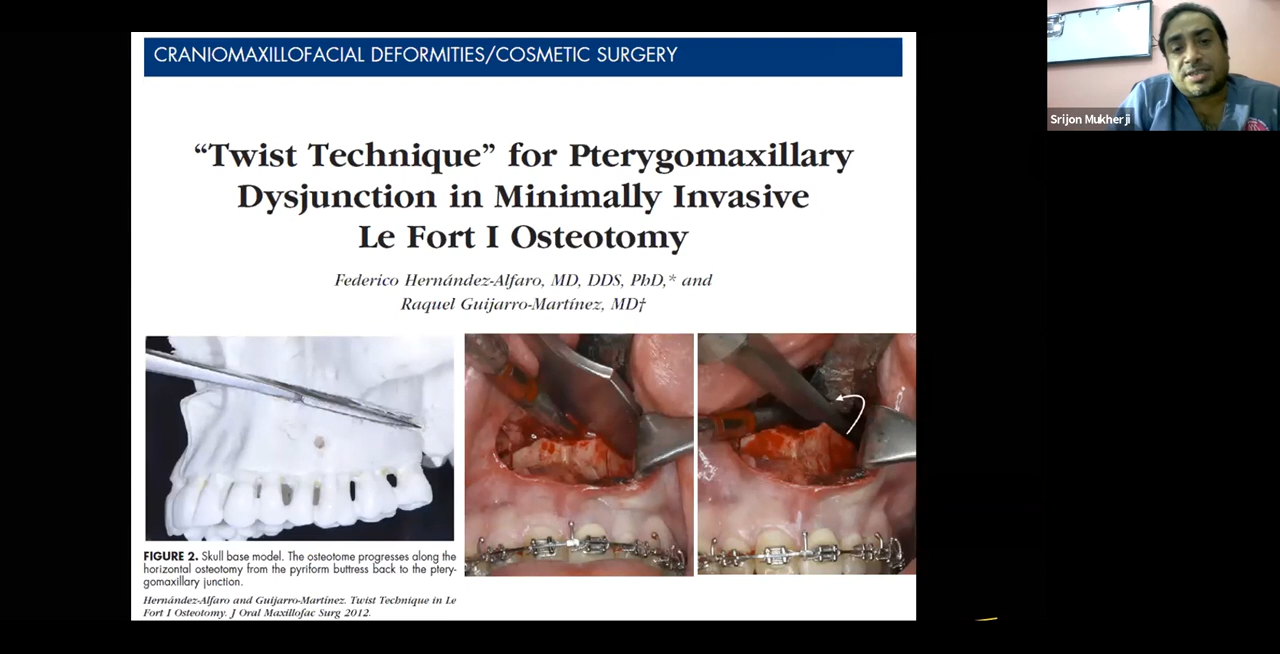 CRANIOMAXILLOFACIAL DEFORMITIES/COSMETIC SURGERY
“Twist Technique” for Pterygomaxillary
Dysjunction in Minimally Invasive
Le Fort I Osteotomy
Federico Hernández-Alfaro, MD, DDS, PhD,* and
Raquel Guijarro-Martínez, MD†
FIGURE 2. Skull base model. The osteotome progresses along the
horizontal osteotomy from the pyriform buttress back to the ptery-
gomaxillary junction.
Hernández-Alfaro and Guijarro-Martínez. Twist Technique in Le
Fort I Osteotomy. J Oral Maxillofac Surg 2012.
Srijon Mukherji